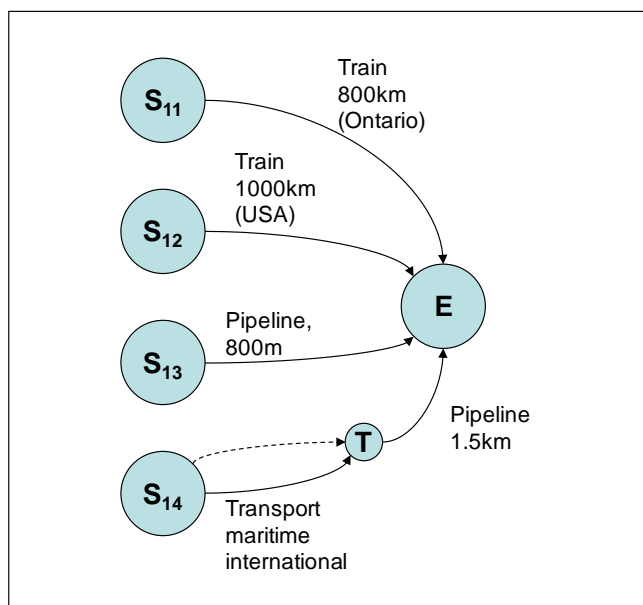 S11
Train
800km
(Ontario)
Train
1000km
(USA)
S12
E
Pipeline,
800m
S13
T
Pipeline
1.5km
S14
Transport
maritime
international